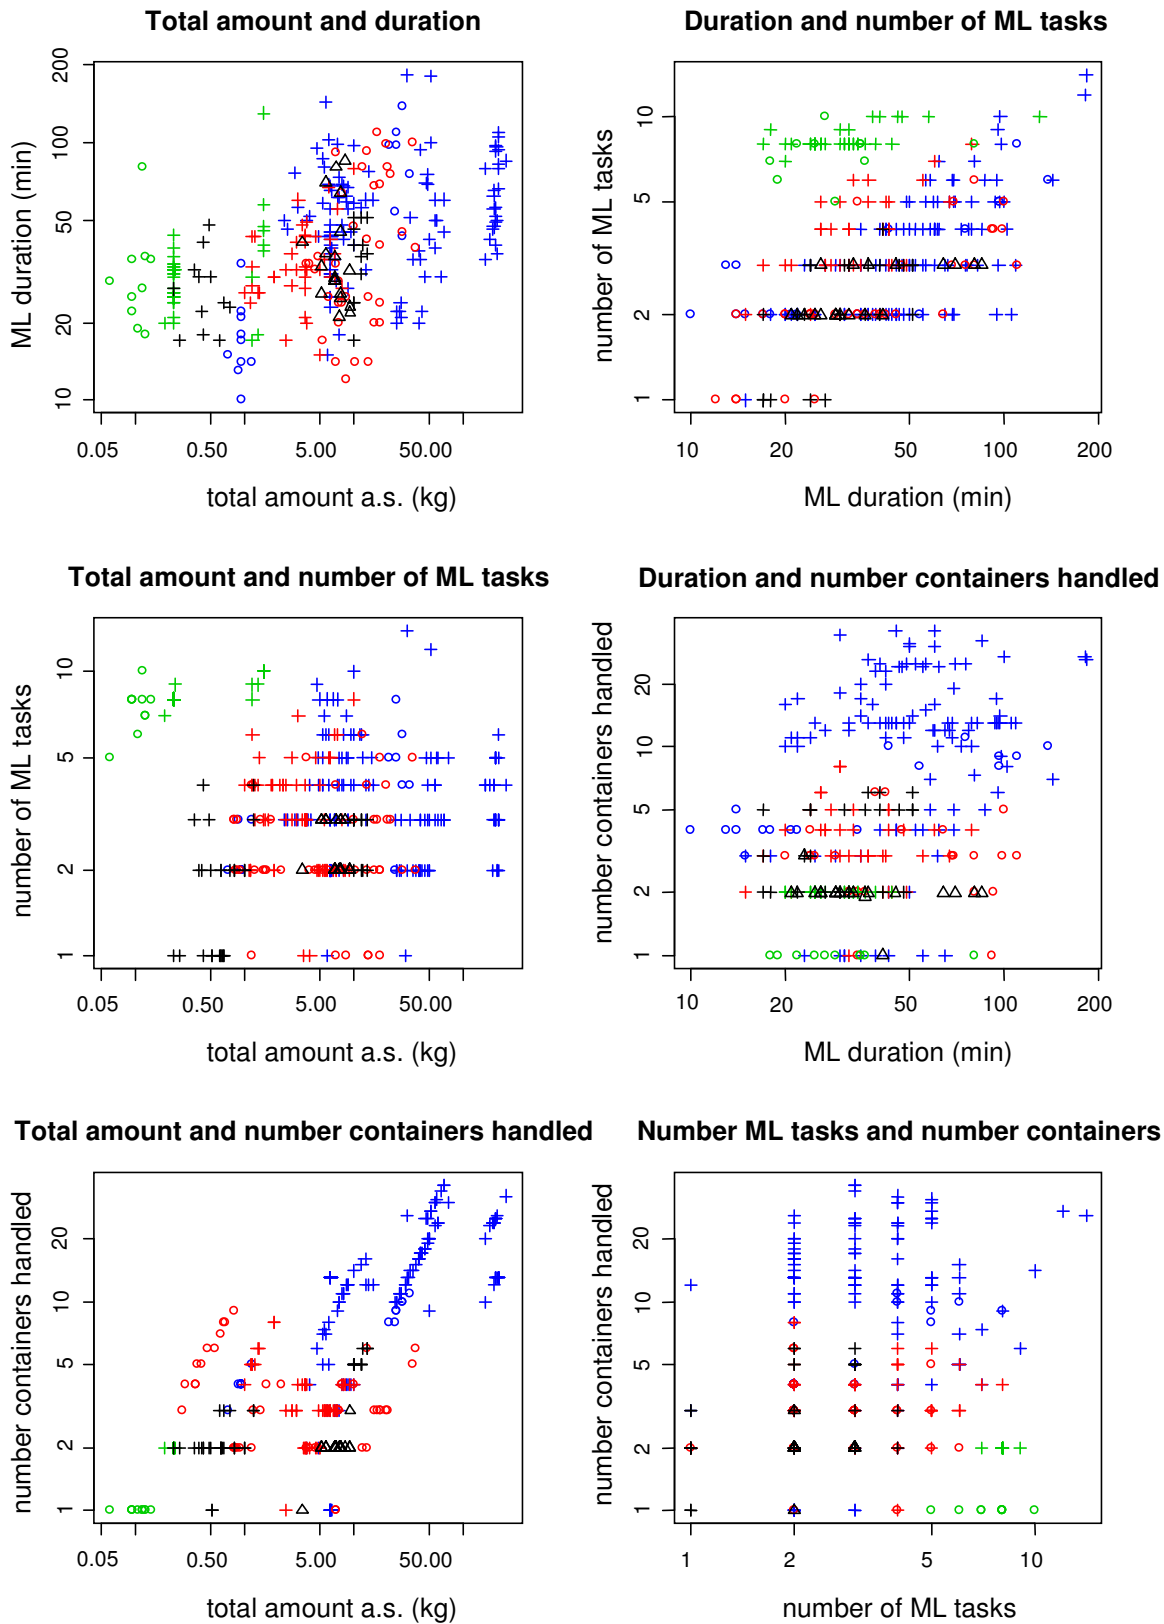 Total amount and duration
ML duration (min)
200
100
50
20
10
0.05 0.50 5.00 50.00
total amount a.s. (kg)
Duration and number of ML tasks
number of ML tasks
10
5
2
1
10 20 50 100 200
ML duration (min)
Total amount and number of ML tasks
number of ML tasks
10
5
2
1
0.05 0.50 5.00 50.00
total amount a.s. (kg)
Duration and number containers handled
number containers handled
20
10
5
2
1
10 20 50 100 200
ML duration (min)
Total amount and number containers handled
number containers handled
20
10
5
2
1
0.05 0.50 5.00 50.00
total amount a.s. (kg)
Number ML tasks and number containers
number containers handled
20
10
5
2
1
1 2 5 10
number of ML tasks